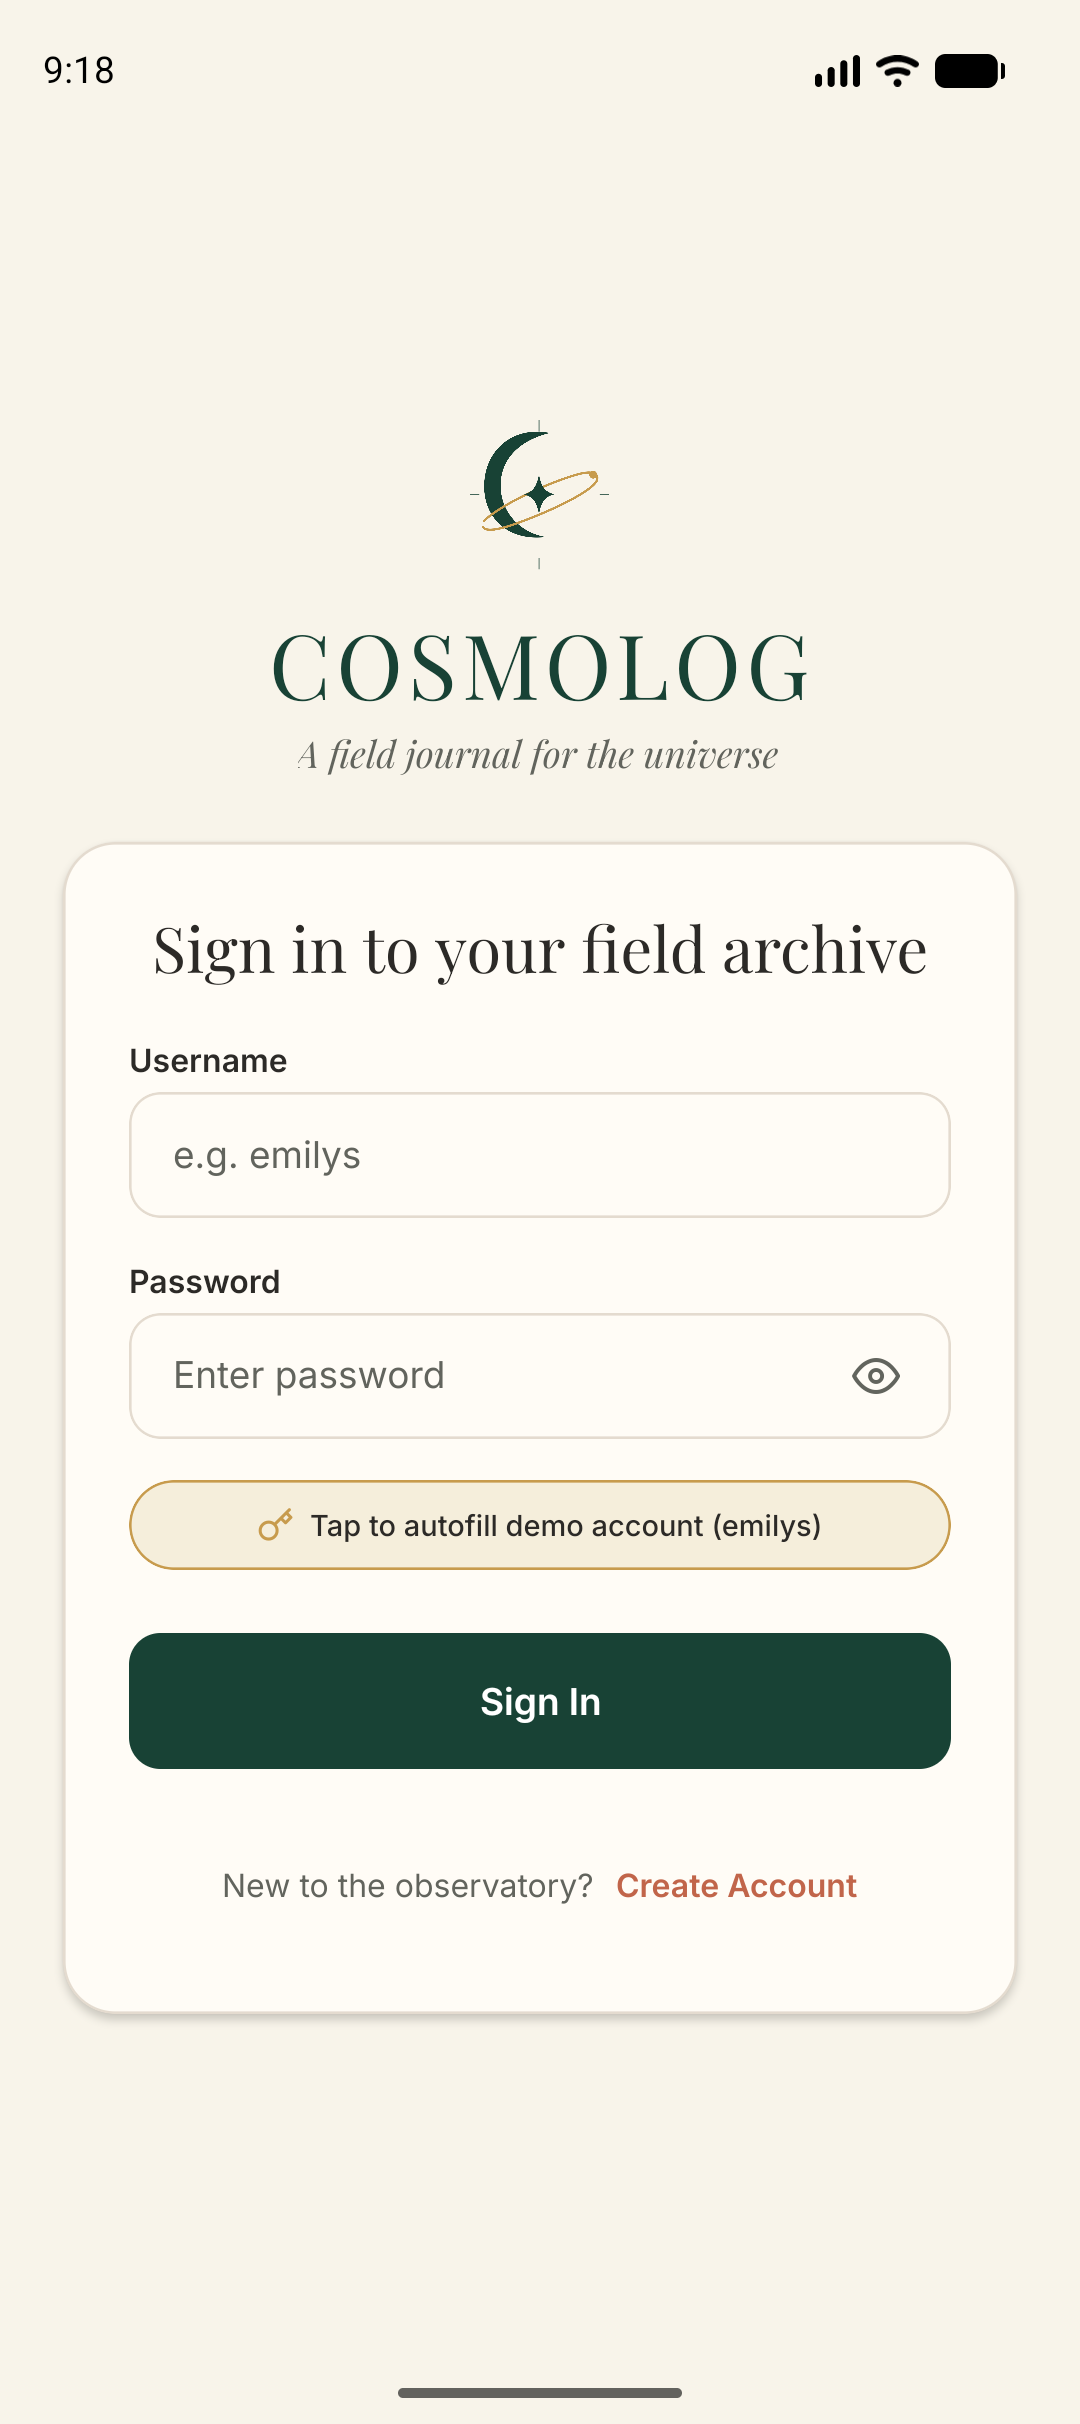 9:18
COSMOLOG
A field journal for the universe
Sign in to your field archive
Username
e.g. emilys
Password
Enter password
Tap to autofill demo account (emilys)
Sign In
New to the observatory? Create Account